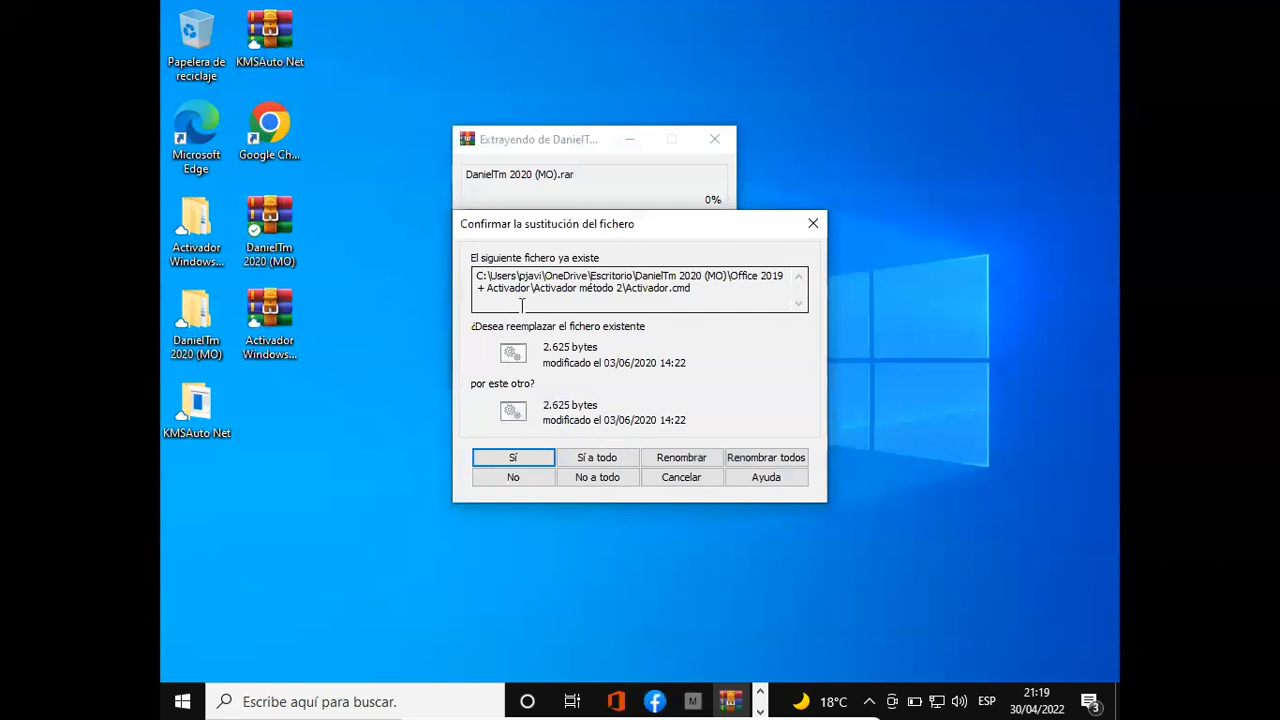 Papelera de
reciclaje
KMSAuto Net
Microsoft
Edge
Google Ch...
Activador
Windows...
DanielTm
2020 (MO)
DanielTm
2020 (MO)
Activador
Windows...
KMSAuto Net
Extrayendo de DanielT...
DanielTm 2020 (MO).rar
0%
Confirmar la sustitución del fichero
El siguiente fichero ya existe
C:\Users\pjavi\OneDrive\Escritorio\DanielTm 2020 (MO)\Office 2019
+ Activador\Activador método 2\Activador.cmd
¿Desea reemplazar el fichero existente
2.625 bytes
modificado el 03/06/2020 14:22
por este otro?
2.625 bytes
modificado el 03/06/2020 14:22
Sí
Sí a todo
Renombrar
Renombrar todos
No
No a todo
Cancelar
Ayuda
Escribe aquí para buscar.
M
18°C
ESP
21:19
30/04/2022
3